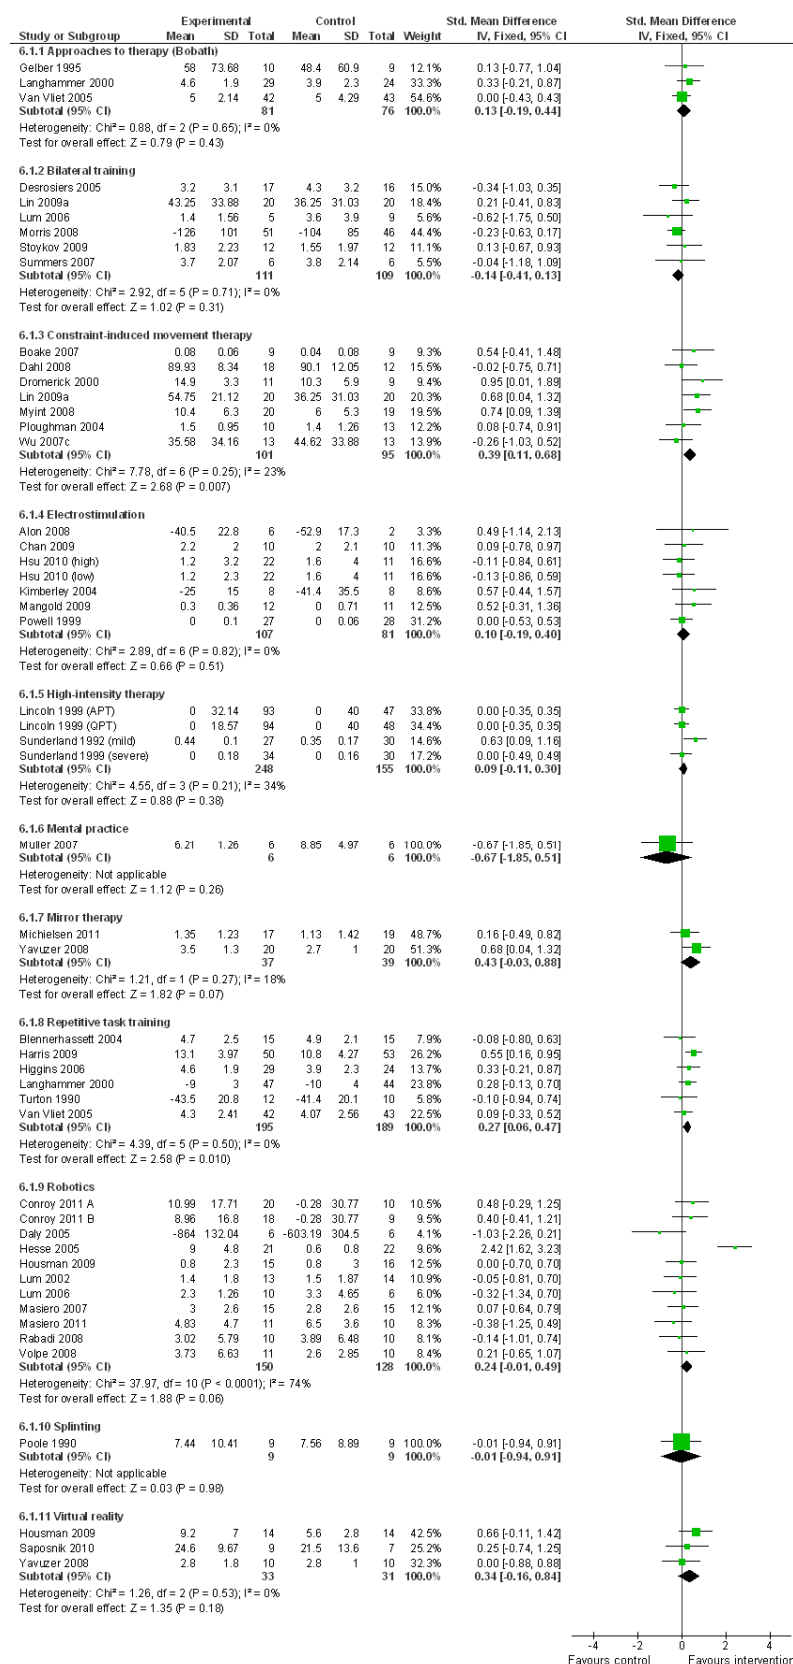 Experimental Control Std. Mean Difference Std. Mean Difference
Study or Subgroup Mean SD Total Mean SD Total Weight IV, Fixed, 95% CI IV, Fixed, 95% CI
6.1.1 Approaches to therapy (Bobath)
Gelber 1995 58 73.68 10 48.4 60.9 9 12.1% 0.13 [-0.77, 1.04]
Langhammer 2000 4.6 1.9 29 3.9 2.3 24 33.3% 0.33 [-0.21, 0.87]
Van Vliet 2005 5 2.14 42 5 4.29 43 54.6% 0.00 [-0.43, 0.43]
Subtotal (95% CI) 81 76 100.0% 0.13 [-0.19, 0.44]
Heterogeneity: Chi² = 0.88, df = 2 (P = 0.65); I² = 0%
Test for overall effect: Z = 0.79 (P = 0.43)
6.1.2 Bilateral training
Desrosiers 2005 3.2 3.1 17 4.3 3.2 16 15.0% -0.34 [-1.03, 0.35]
Lin 2009a 43.25 33.88 20 36.25 31.03 20 18.4% 0.21 [-0.41, 0.83]
Lum 2006 1.4 1.56 5 3.6 3.9 9 5.6% -0.62 [-1.75, 0.50]
Morris 2008 -126 101 51 -104 85 46 44.4% -0.23 [-0.63, 0.17]
Stoykov 2009 1.83 2.23 12 1.55 1.97 12 11.1% 0.13 [-0.67, 0.93]
Summers 2007 3.7 2.07 6 3.8 2.14 6 5.5% -0.04 [-1.18, 1.09]
Subtotal (95% CI) 111 109 100.0% -0.14 [-0.41, 0.13]
Heterogeneity: Chi² = 2.92, df = 5 (P = 0.71); I² = 0%
Test for overall effect: Z = 1.02 (P = 0.31)
6.1.3 Constraint-induced movement therapy
Boake 2007 0.08 0.06 9 0.04 0.08 9 9.3% 0.54 [-0.41, 1.48]
Dahl 2008 89.93 8.34 18 90.1 12.05 12 15.5% -0.02 [-0.75, 0.71]
Dromerick 2000 14.9 3.3 11 10.3 5.9 9 9.4% 0.95 [0.01, 1.89]
Lin 2009a 54.75 21.12 20 36.25 31.03 20 20.3% 0.68 [0.04, 1.32]
Myint 2008 10.4 6.3 20 6 5.3 19 19.6% 0.74 [0.09, 1.39]
Ploughman 2004 1.5 0.95 10 1.4 1.26 13 12.1% 0.08 [-0.74, 0.91]
Wu 2007c 35.58 34.16 13 44.62 33.88 13 13.9% -0.26 [-1.03, 0.52]
Subtotal (95% CI) 101 95 100.0% 0.39 [0.11, 0.68]
Heterogeneity: Chi² = 7.78, df = 6 (P = 0.25); I² = 23%
Test for overall effect: Z = 2.68 (P = 0.007)
6.1.4 Electrostimulation
Alon 2008 -40.5 22.8 6 -52.9 17.3 2 3.3% 0.49 [-1.14, 2.13]
Chan 2009 2.2 2 10 2 2.1 10 11.3% 0.09 [-0.78, 0.97]
Hsu 2010 (high) 1.2 3.2 22 1.6 4 11 16.6% -0.11 [-0.84, 0.61]
Hsu 2010 (low) 1.2 2.3 22 1.6 4 11 16.6% -0.13 [-0.86, 0.59]
Kimberley 2004 -25 15 8 -41.4 35.5 8 8.6% 0.57 [-0.44, 1.57]
Mangold 2009 0.3 0.36 12 0 0.71 11 12.5% 0.52 [-0.31, 1.36]
Powell 1999 0 0.1 27 0 0.06 28 31.2% 0.00 [-0.53, 0.53]
Subtotal (95% CI) 107 81 100.0% 0.10 [-0.19, 0.40]
Heterogeneity: Chi² = 2.89, df = 6 (P = 0.82); I² = 0%
Test for overall effect: Z = 0.66 (P = 0.51)
6.1.5 High-intensity therapy
Lincoln 1999 (APT) 0 32.14 93 0 40 47 33.8% 0.00 [-0.35, 0.35]
Lincoln 1999 (QPT) 0 18.57 94 0 40 48 34.4% 0.00 [-0.35, 0.35]
Sunderland 1992 (mild) 0.44 0.1 27 0.35 0.17 30 14.6% 0.63 [0.09, 1.16]
Sunderland 1999 (severe) 0 0.18 34 0 0.16 30 17.2% 0.00 [-0.49, 0.49]
Subtotal (95% CI) 248 155 100.0% 0.09 [-0.11, 0.30]
Heterogeneity: Chi² = 4.55, df = 3 (P = 0.21); I² = 34%
Test for overall effect: Z = 0.88 (P = 0.38)
6.1.6 Mental practice
Muller 2007 6.21 1.26 6 8.85 4.97 6 100.0% -0.67 [-1.85, 0.51]
Subtotal (95% CI) 6 6 100.0% -0.67 [-1.85, 0.51]
Heterogeneity: Not applicable
Test for overall effect: Z = 1.12 (P = 0.26)
6.1.7 Mirror therapy
Michielsen 2011 1.35 1.23 17 1.13 1.42 19 48.7% 0.16 [-0.49, 0.82]
Yavuzer 2008 3.5 1.3 20 2.7 1 20 51.3% 0.68 [0.04, 1.32]
Subtotal (95% CI) 37 39 100.0% 0.43 [-0.03, 0.88]
Heterogeneity: Chi² = 1.21, df = 1 (P = 0.27); I² = 18%
Test for overall effect: Z = 1.82 (P = 0.07)
6.1.8 Repetitive task training
Blennerhassett 2004 4.7 2.5 15 4.9 2.1 15 7.9% -0.08 [-0.80, 0.63]
Harris 2009 13.1 3.97 50 10.8 4.27 53 26.2% 0.55 [0.16, 0.95]
Higgins 2006 4.6 1.9 29 3.9 2.3 24 13.8% 0.33 [-0.21, 0.87]
Langhammer 2000 -9 3 47 -10 4 44 23.8% 0.28 [-0.13, 0.70]
Turton 1990 -43.5 20.8 12 -41.4 20.1 10 5.9% -0.10 [-0.94, 0.74]
Van Vliet 2005 4.3 2.41 42 4.07 2.56 43 22.5% 0.09 [-0.33, 0.52]
Subtotal (95% CI) 195 189 100.0% 0.27 [0.06, 0.47]
Heterogeneity: Chi² = 4.39, df = 5 (P = 0.50); I² = 0%
Test for overall effect: Z = 2.58 (P = 0.010)
6.1.9 Robotics
Conroy 2011 A 10.99 17.71 20 -0.28 30.77 10 10.5% 0.48 [-0.29, 1.25]
Conroy 2011 B 8.96 16.8 18 -0.28 30.77 9 9.5% 0.40 [-0.41, 1.21]
Daly 2005 -864 132.04 6 -603.19 304.5 6 4.1% -1.03 [-2.26, 0.21]
Hesse 2005 9 4.8 21 0.6 0.8 22 9.6% 2.42 [1.62, 3.23]
Housman 2009 0.8 2.3 15 0.8 3 16 12.6% 0.00 [-0.70, 0.70]
Lum 2002 1.4 1.8 13 1.5 1.87 14 10.9% -0.05 [-0.81, 0.70]
Lum 2006 2.3 1.26 10 3.3 4.65 6 6.0% -0.32 [-1.34, 0.70]
Masiero 2007 3 2.6 15 2.8 2.6 15 12.1% 0.07 [-0.64, 0.79]
Masiero 2011 4.83 4.7 11 6.5 3.6 10 8.3% -0.38 [-1.25, 0.49]
Rabadi 2008 3.02 5.79 10 3.89 6.48 10 8.1% -0.14 [-1.01, 0.74]
Volpe 2008 3.73 6.63 11 2.6 2.85 10 8.4% 0.21 [-0.65, 1.07]
Subtotal (95% CI) 150 128 100.0% 0.24 [-0.01, 0.49]
Heterogeneity: Chi² = 37.97, df = 10 (P < 0.0001); I² = 74%
Test for overall effect: Z = 1.88 (P = 0.06)
6.1.10 Splinting
Poole 1990 7.44 10.41 9 7.56 8.89 9 100.0% -0.01 [-0.94, 0.91]
Subtotal (95% CI) 9 9 100.0% -0.01 [-0.94, 0.91]
Heterogeneity: Not applicable
Test for overall effect: Z = 0.03 (P = 0.98)
6.1.11 Virtual reality
Housman 2009 9.2 7 14 5.6 2.8 14 42.5% 0.66 [-0.11, 1.42]
Saposnik 2010 24.6 9.67 9 21.5 13.6 7 25.2% 0.25 [-0.74, 1.25]
Yavuzer 2008 2.8 1.8 10 2.8 1 10 32.3% 0.00 [-0.88, 0.88]
Subtotal (95% CI) 33 31 100.0% 0.34 [-0.16, 0.84]
Heterogeneity: Chi² = 1.26, df = 2 (P = 0.53); I² = 0%
Test for overall effect: Z = 1.35 (P = 0.18)
-4 -2 0 2 4
Favours control Favours intervention